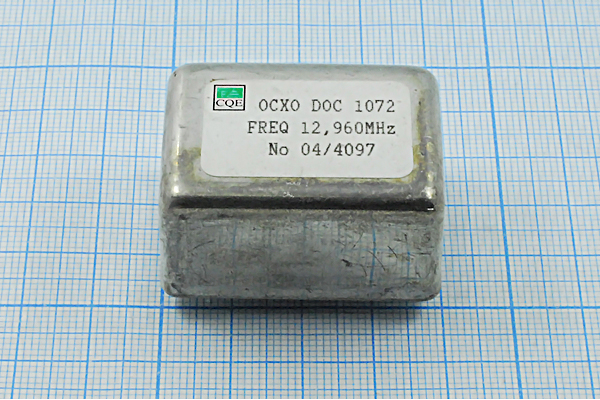 CQE
OCXO DOC 1072
FREQ 12,960MHz
No 04/4097